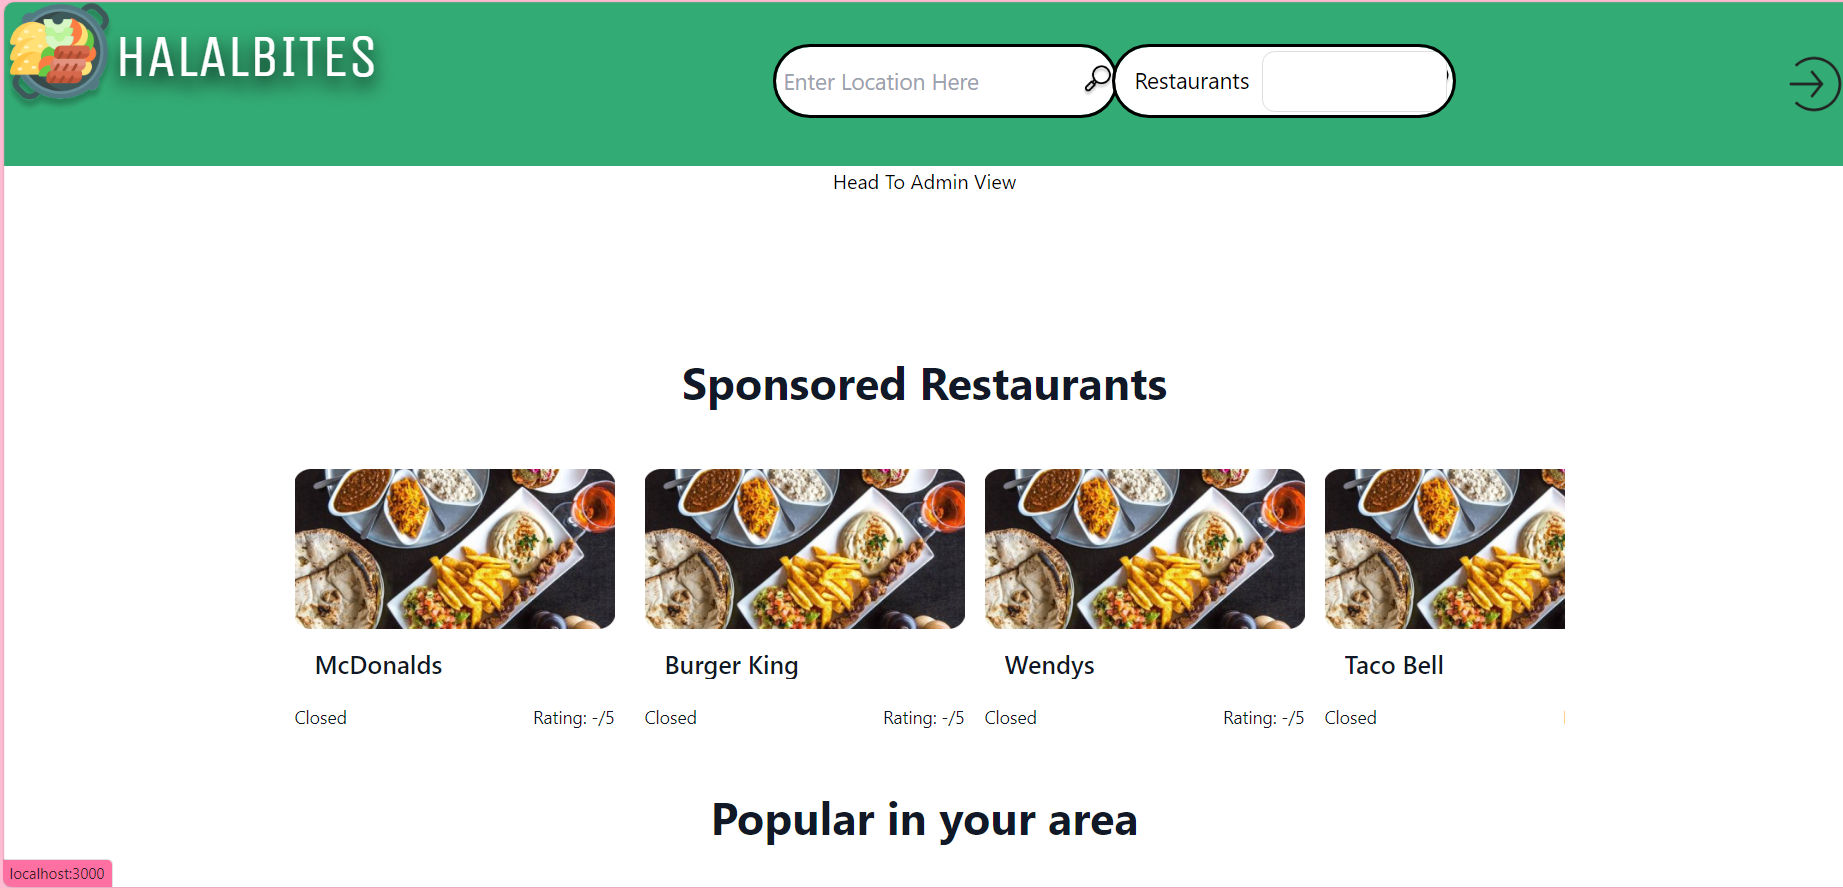 HALALBITES
Enter Location Here
Restaurants
Head To Admin View
Sponsored Restaurants
McDonalds
Burger King
Wendys
Taco Bell
Closed
Rating: -/5
Closed
Rating: -/5
Closed
Rating: -/5
Closed
Popular in your area
localhost:3000